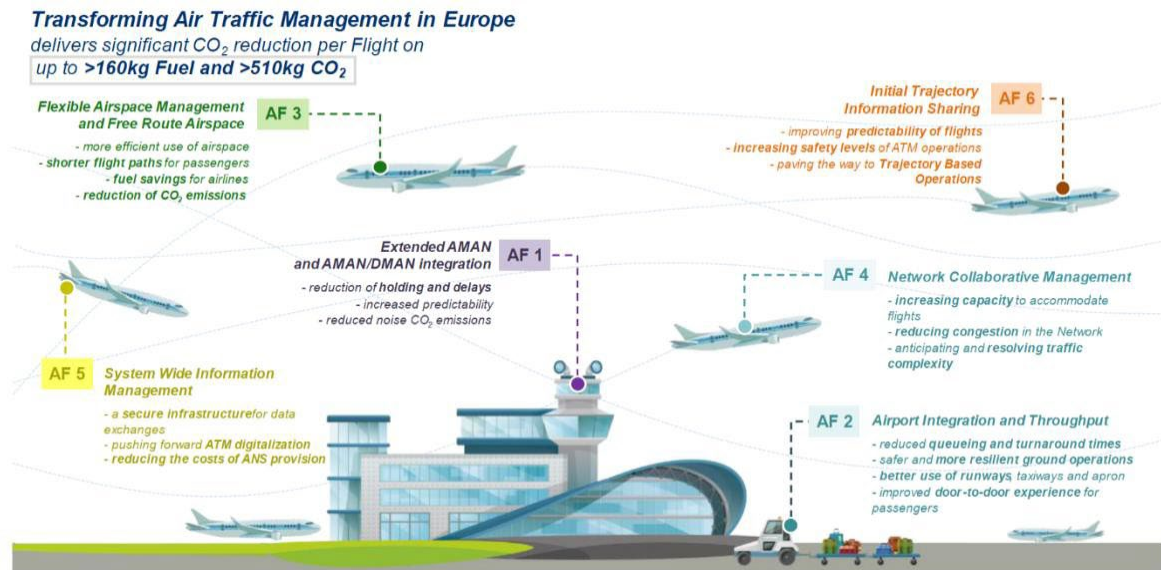 Transforming Air Traffic Management in Europe
delivers significant CO₂ reduction per Flight on
up to >160kg Fuel and >510kg CO₂
Flexible Airspace Management
and Free Route Airspace
AF 3
- more efficient use of airspace
- shorter flight paths for passengers
- fuel savings for airlines
- reduction of CO₂ emissions
Initial Trajectory
Information Sharing
AF 6
- improving predictability of flights
- increasing safety levels of ATM operations
- paving the way to Trajectory Based
Operations
Extended AMAN
and AMAN/DMAN integration
AF 1
- reduction of holding and delays
- increased predictability
- reduced noise CO₂ emissions
AF 4
Network Collaborative Management
- increasing capacity to accommodate
flights
- reducing congestion in the Network
- anticipating and resolving traffic
complexity
AF 5
System Wide Information
Management
- a secure infrastructurefor data
exchanges
- pushing forward ATM digitalization
- reducing the costs of ANS provision
AF 2
Airport Integration and Throughput
- reduced queueing and turnaround times
- safer and more resilient ground operations
- better use of runways, taxiways and apron
- improved door-to-door experience for
passengers